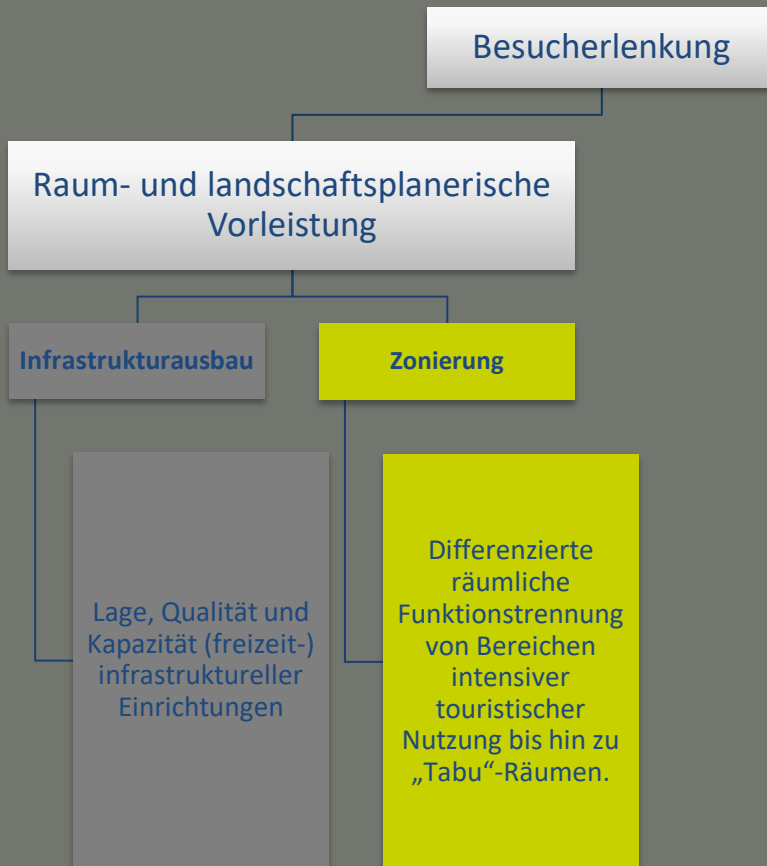 Besucherlenkung
Raum- und landschaftsplanerische
Vorleistung
Infrastrukturausbau
Zonierung
Lage, Qualität und
Kapazität (freizeit-)
infrastruktureller
Einrichtungen
Differenzierte
räumliche
Funktionstrennung
von Bereichen
intensiver
touristischer
Nutzung bis hin zu
„Tabu“-Räumen.